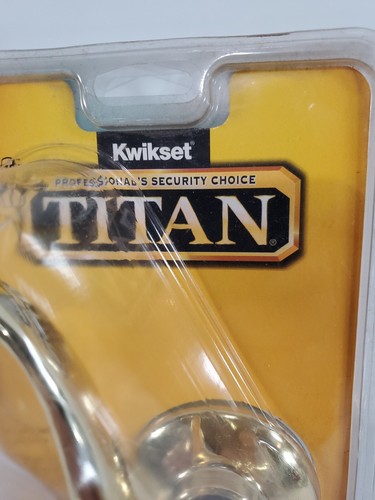 Kwikset®
PROFESSIONAL'S SECURITY CHOICE
TITAN®